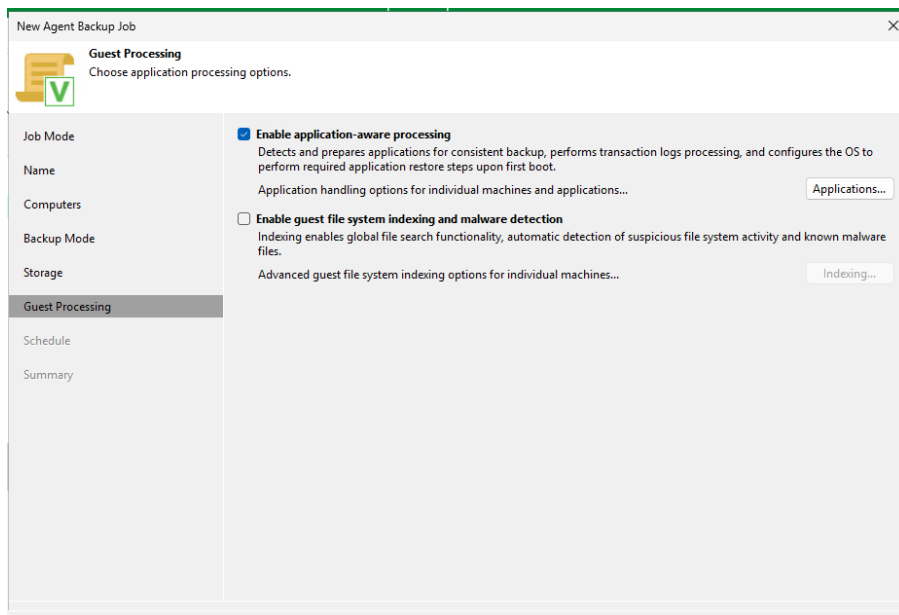 New Agent Backup Job
Guest Processing
Choose application processing options.
V
Job Mode
Name
Computers
Backup Mode
Storage
Guest Processing
Schedule
Summary
Enable application-aware processing
Detects and prepares applications for consistent backup, performs transaction logs processing, and configures the OS to
perform required application restore steps upon first boot.
Application handling options for individual machines and applications...
Applications...
Enable guest file system indexing and malware detection
Indexing enables global file search functionality, automatic detection of suspicious file system activity and known malware
files.
Advanced guest file system indexing options for individual machines...
Indexing...